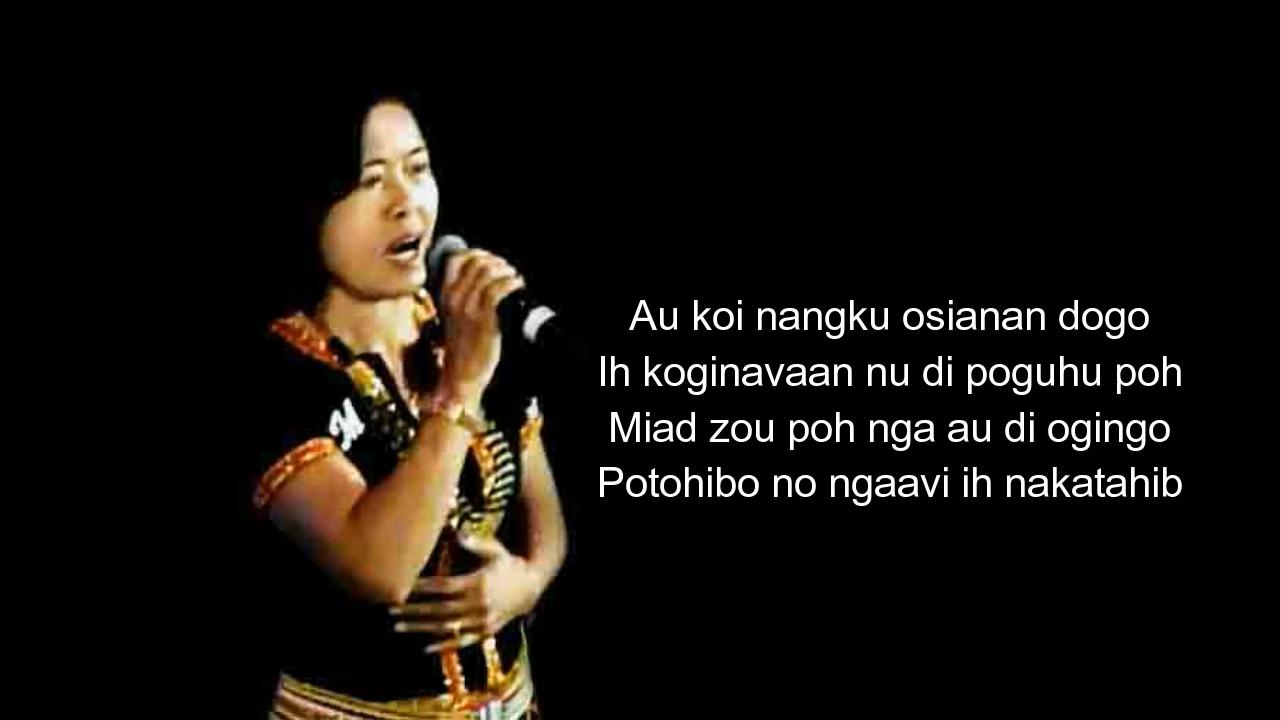 Au koi nangku osianan dogo
Ih koginavaan nu di poguhu poh
Miad zou poh nga au di ogingo
Potohibo no ngaavi ih nakatahib